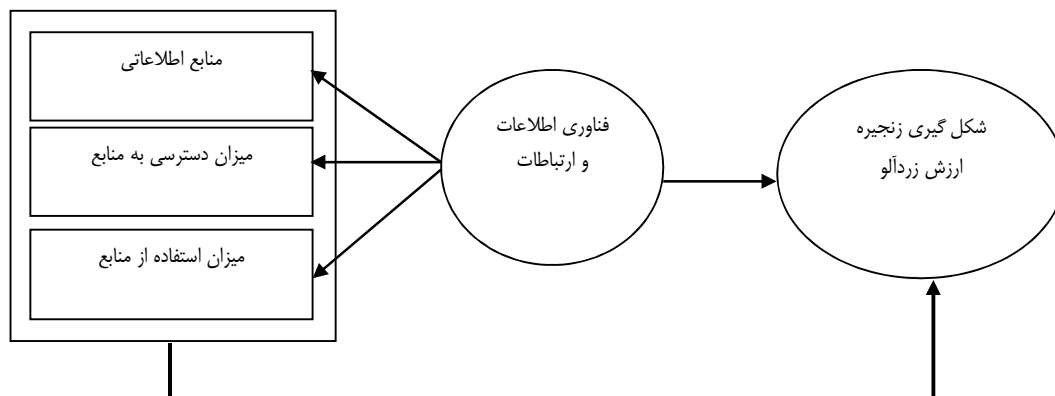 منابع اطلاعاتی
میزان دسترسی به منابع
میزان استفاده از منابع
فناوری اطلاعات
و ارتباطات
شکل گیری زنجیره
ارزش زردآلو